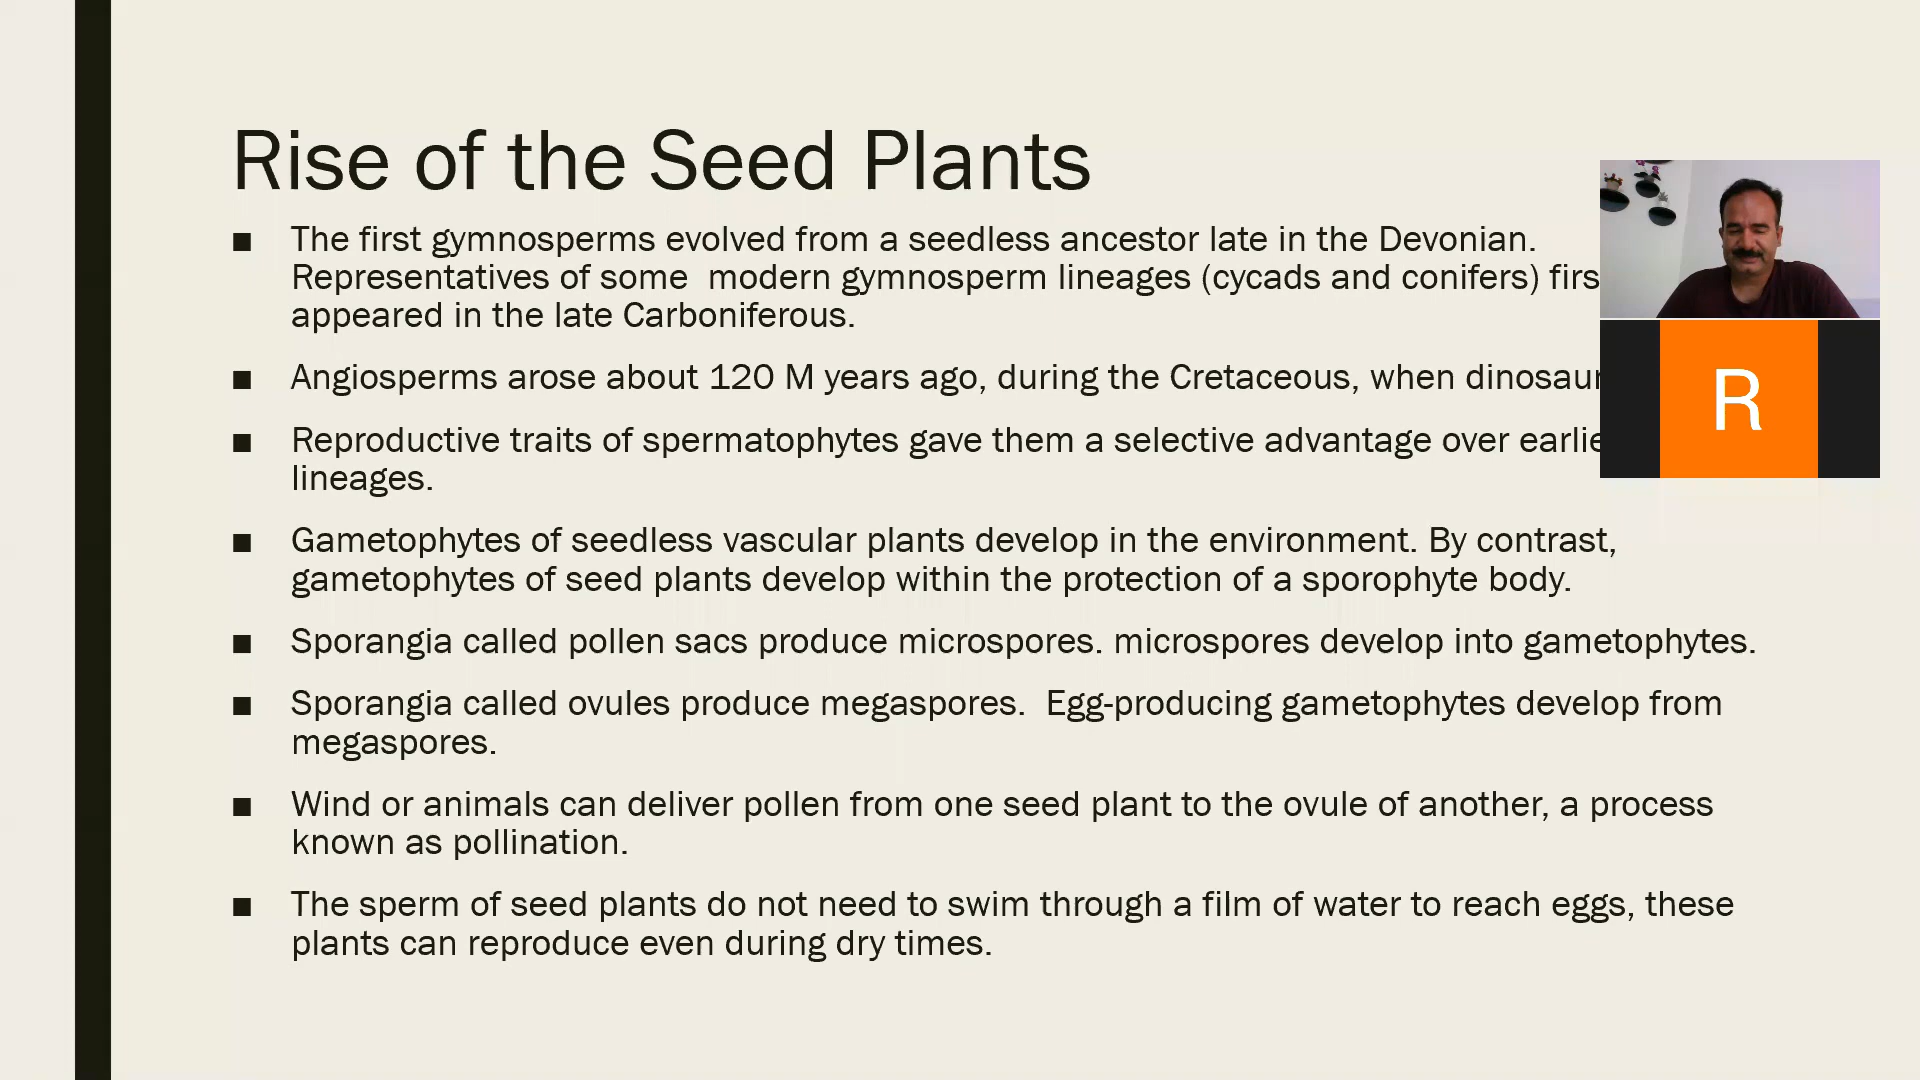 Rise of the Seed Plants
■ The first gymnosperms evolved from a seedless ancestor late in the Devonian.
Representatives of some  modern gymnosperm lineages (cycads and conifers)
appeared in the late Carboniferous.
■ Angiosperms arose about 120 M years ago, during the Cretaceous, when
■ Reproductive traits of spermatophytes gave them a selective advantage over
lineages.
■ Gametophytes of seedless vascular plants develop in the environment. By contrast,
gametophytes of seed plants develop within the protection of a sporophyte body.
■ Sporangia called pollen sacs produce microspores. microspores develop into gametophytes.
■ Sporangia called ovules produce megaspores.  Egg-producing gametophytes develop from
megaspores.
■ Wind or animals can deliver pollen from one seed plant to the ovule of another, a process
known as pollination.
■ The sperm of seed plants do not need to swim through a film of water to reach eggs, these
plants can reproduce even during dry times.
R